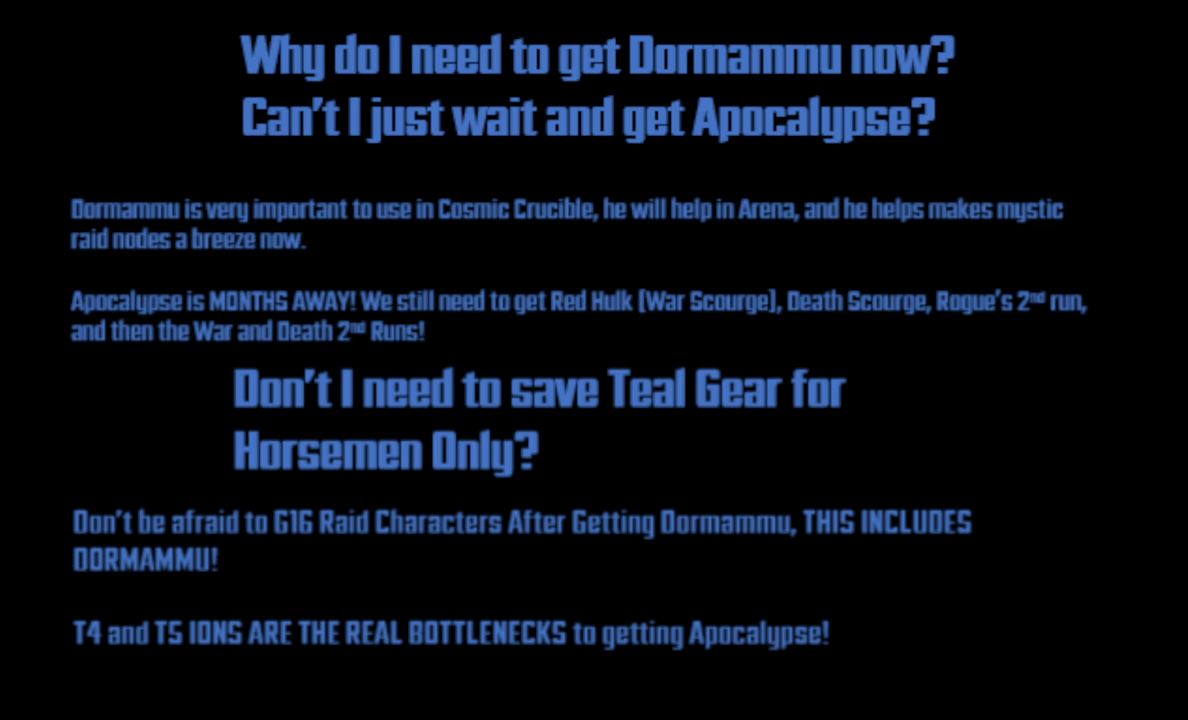 Why do I need to get Dormammu now?
Can't I just wait and get Apocalypse?
Dormammu is very important to use in Cosmic Crucible, he will help in Arena, and he helps makes mystic
raid nodes a breeze now.
Apocalypse is MONTHS AWAY! We still need to get Red Hulk (War Scourge), Death Scourge, Rogue's 2nd run,
and then the War and Death 2nd Runs!
Don't I need to save Teal Gear for
Horsemen Only?
Don't be afraid to G16 Raid Characters After Getting Dormammu, THIS INCLUDES
DORMAMMU!
T4 and T5 IONS ARE THE REAL BOTTLENECKS to getting Apocalypse!